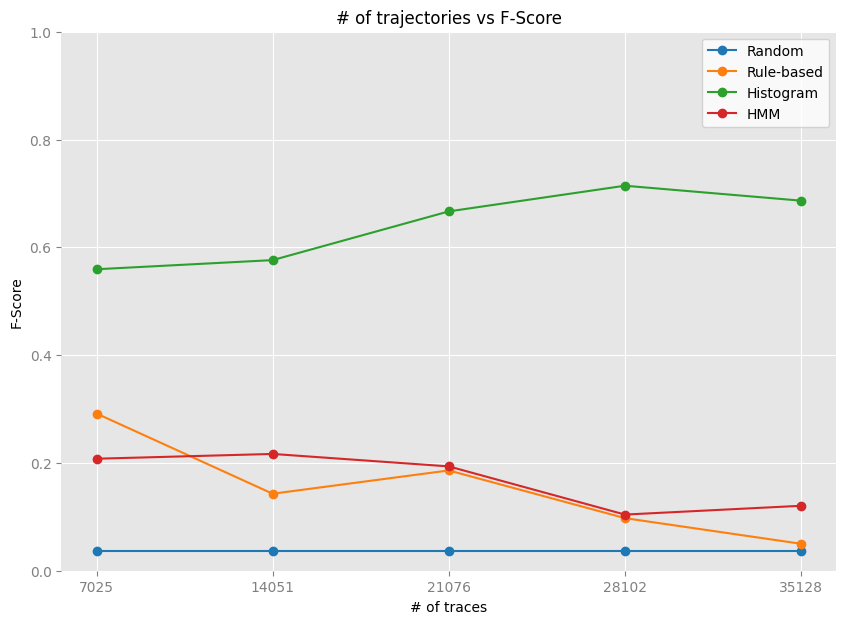 # of trajectories vs F-Score
Random
Rule-based
Histogram
HMM
1.0
0.8
0.6
0.4
0.2
0.0
F-Score
7025 14051 21076 28102 35128
# of traces